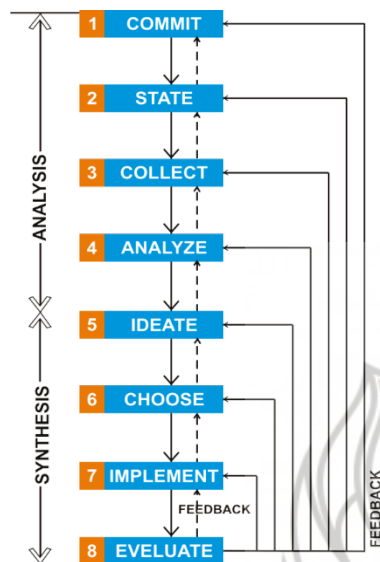 1 COMMIT
2 STATE
3 COLLECT
4 ANALYZE
5 IDEATE
6 CHOOSE
7 IMPLEMENT
FEEDBACK
8 EVELUATE
ANALYSIS
SYNTHESIS
FEEDBACK